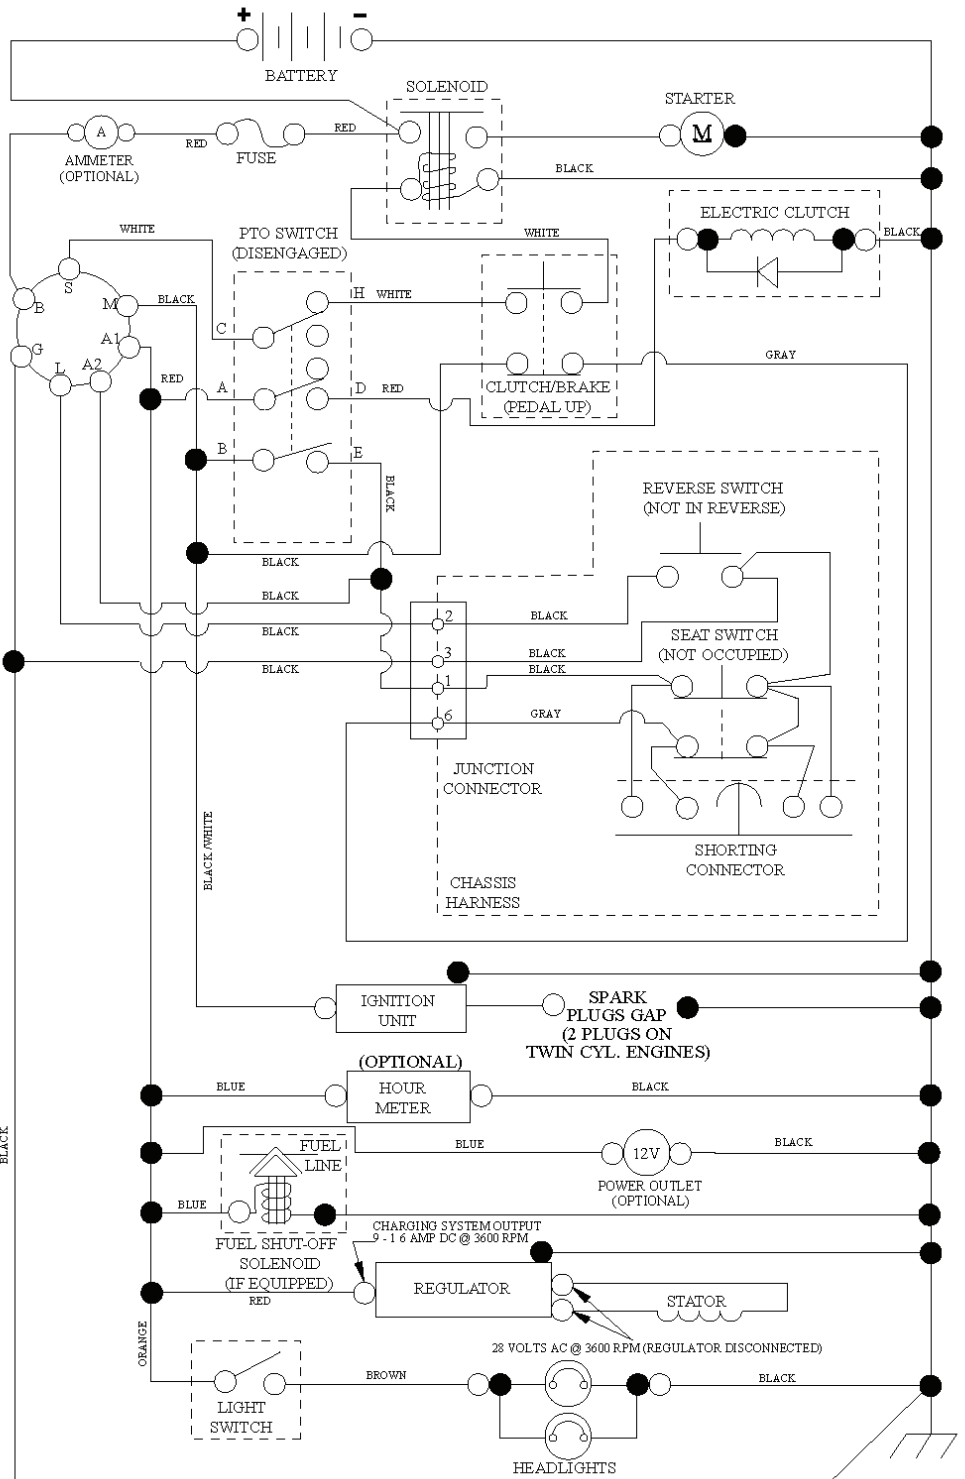 + −
BATTERY
SOLENOID
STARTER
A
RED
FUSE
RED
M
AMMETER
(OPTIONAL)
BLACK
ELECTRIC CLUTCH
BLACK
WHITE
PTO SWITCH
(DISENGAGED)
WHITE
S
B
M
BLACK
H
WHITE
C
G
A1
L
A2
RED
A
D
RED
GRAY
CLUTCH/BRAKE
(PEDAL UP)
B
E
BLACK
REVERSE SWITCH
(NOT IN REVERSE)
BLACK
BLACK
BLACK
2
BLACK
SEAT SWITCH
(NOT OCCUPIED)
BLACK
3
BLACK
1
BLACK
6
GRAY
JUNCTION
CONNECTOR
BLACK/WHITE
SHORTING
CONNECTOR
CHASSIS
HARNESS
IGNITION
UNIT
SPARK
PLUGS GAP
(2 PLUGS ON
TWIN CYL. ENGINES)
(OPTIONAL)
BLUE
HOUR
METER
BLACK
BLACK
FUEL
LINE
BLUE
12V
BLACK
POWER OUTLET
(OPTIONAL)
BLUE
FUEL SHUT-OFF
SOLENOID
(IF EQUIPPED)
CHARGING SYSTEM OUTPUT
9 - 1 6 AMP DC @ 3600 RPM
RED
REGULATOR
STATOR
28 VOLTS AC @ 3600 RPM (REGULATOR DISCONNECTED)
ORANGE
BROWN
BLACK
LIGHT
SWITCH
HEADLIGHTS